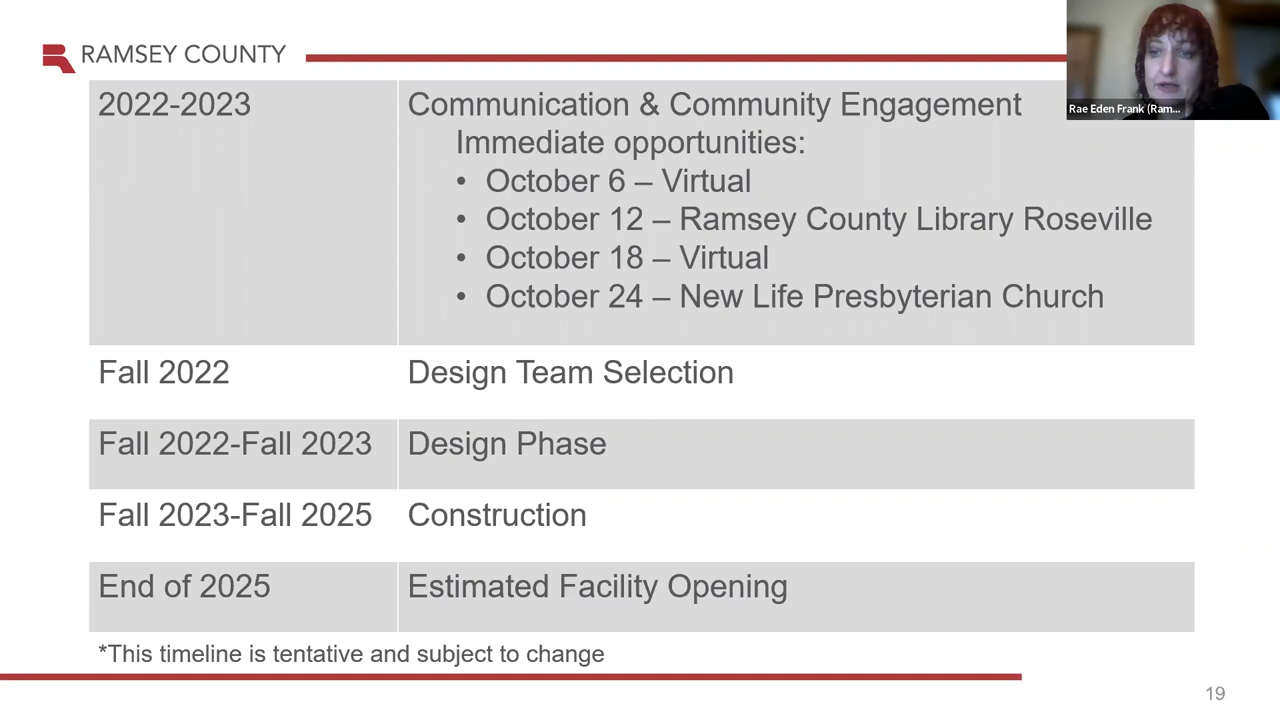 RAMSEY COUNTY
Rae Eden Frank (Ram...
2022-2023
Communication & Community Engagement
Immediate opportunities:
• October 6 – Virtual
• October 12 – Ramsey County Library Roseville
• October 18 – Virtual
• October 24 – New Life Presbyterian Church
Fall 2022
Design Team Selection
Fall 2022-Fall 2023
Design Phase
Fall 2023-Fall 2025
Construction
End of 2025
Estimated Facility Opening
*This timeline is tentative and subject to change
19